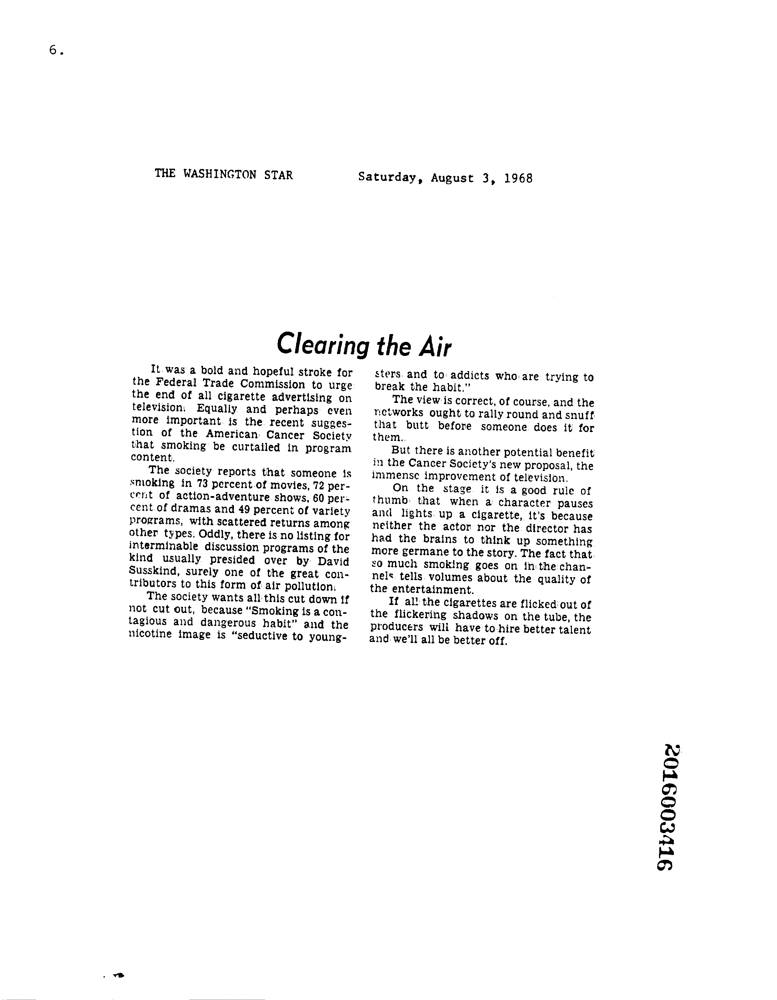 6.
THE WASHINGTON STAR
Saturday, August 3, 1968
Clearing the Air
It was a bold and hopeful stroke for
the Federal Trade Commission to urge
the end of all cigarette advertising on
television. Equally and perhaps even
more important is the recent sugges-
tion of the American Cancer Society
that smoking be curtailed in program
content.
The society reports that someone is
smoking in 73 percent of movies, 72 per-
cent of action-adventure shows, 60 per-
cent of dramas and 49 percent of variety
programs, with scattered returns among
other types. Oddly, there is no listing for
interminable discussion programs of the
kind usually presided over by David
Susskind, surely one of the great con-
tributors to this form of air pollution.
The society wants all this cut down if
not cut out, because "Smoking is a con-
tagious and dangerous habit" and the
nicotine image is "seductive to young-
sters and to addicts who are trying to
break the habit."
The view is correct, of course, and the
networks ought to rally round and snuff
that butt before someone does it for
them.
But there is another potential benefit
in the Cancer Society's new proposal, the
immense improvement of television.
On the stage it is a good rule of
thumb that when a character pauses
and lights up a cigarette, it's because
neither the actor nor the director has
had the brains to think up something
more germane to the story. The fact that
so much smoking goes on in the chan-
nels tells volumes about the quality of
the entertainment.
If all the cigarettes are flicked out of
the flickering shadows on the tube, the
producers will have to hire better talent
and we'll all be better off.
2016003416